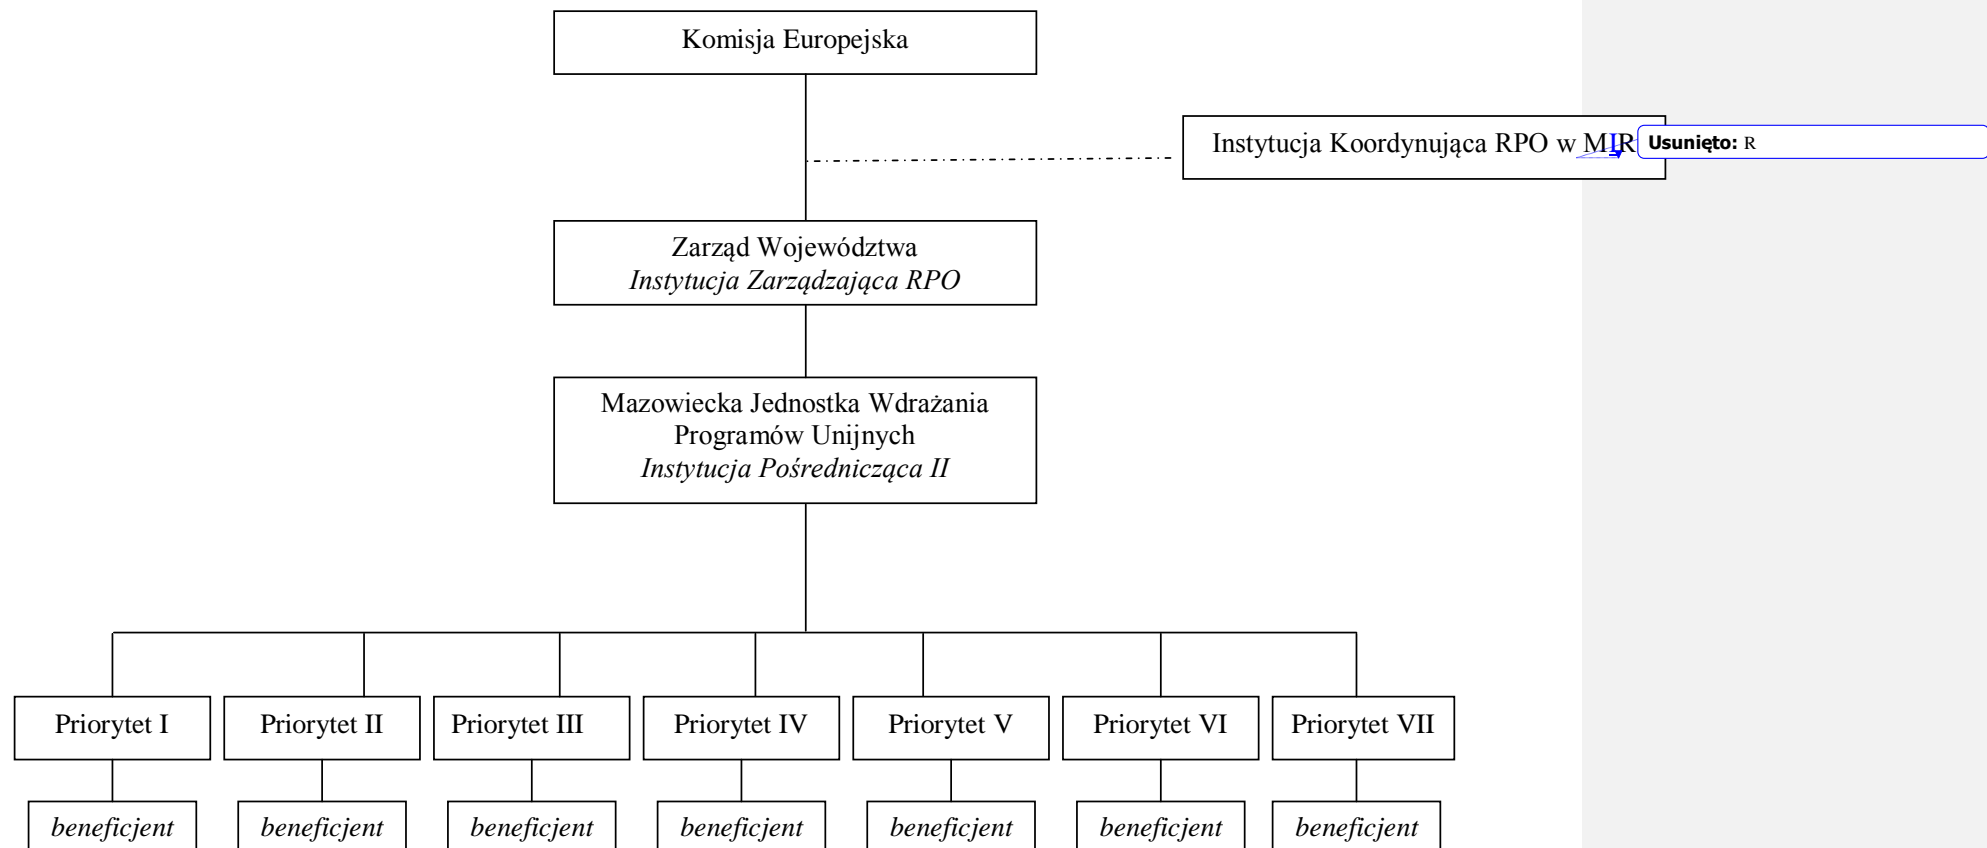 Komisja Europejska
Instytucja Koordynująca RPO w MIR
Usunięto: R
Zarząd Województwa
Instytucja Zarządzająca RPO
Mazowiecka Jednostka Wdrażania
Programów Unijnych
Instytucja Pośrednicząca II
Priorytet I
Priorytet II
Priorytet III
Priorytet IV
Priorytet V
Priorytet VI
Priorytet VII
beneficjent
beneficjent
beneficjent
beneficjent
beneficjent
beneficjent
beneficjent